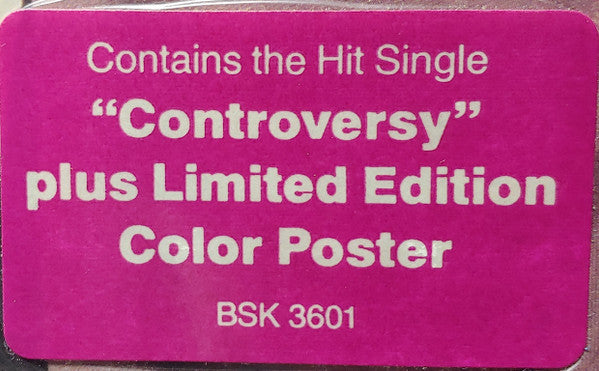 Contains the Hit Single
“Controversy”
plus Limited Edition
Color Poster
BSK 3601